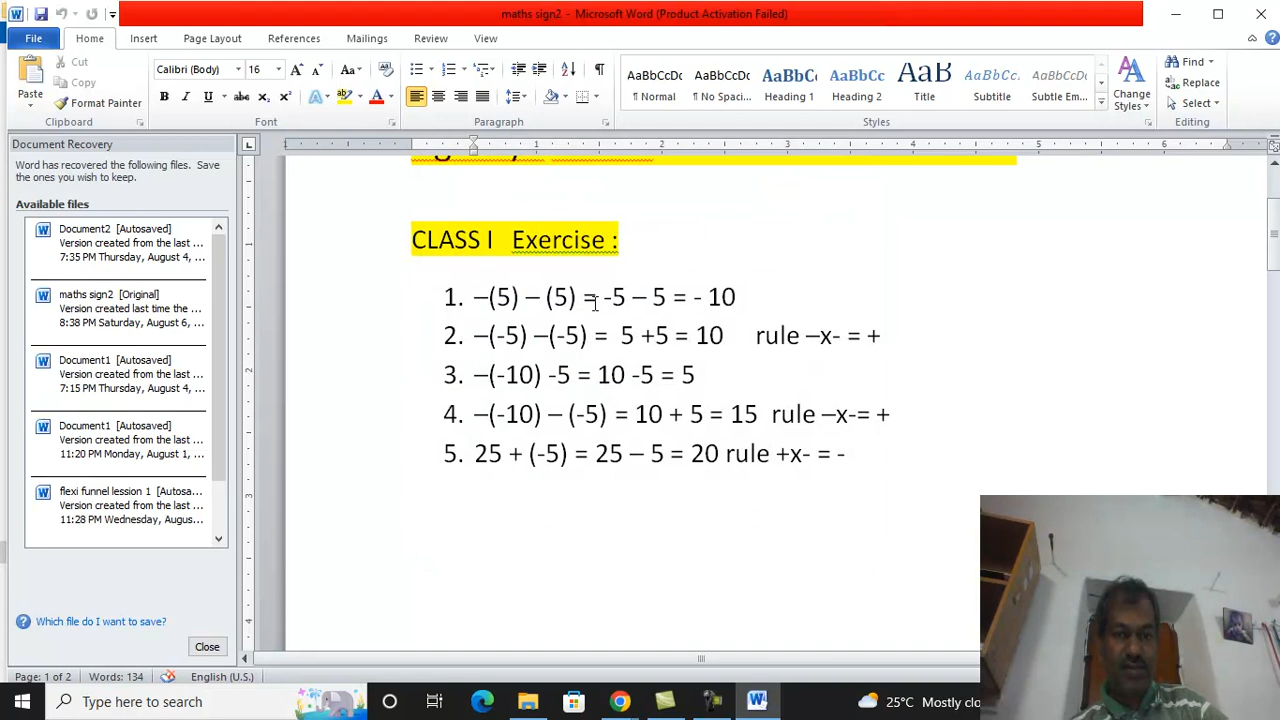 maths sign2 - Microsoft Word (Product Activation Failed)
File Home Insert Page Layout References Mailings Review View
Cut
Copy
Format Painter
Paste
Clipboard
Calibri (Body) 16
Font
Paragraph
AaBbCcDc AaBbCcDc AaBbCc AaBbCc AaB AaBbCc. AaBbCcDc
¶ Normal ¶ No Spaci... Heading 1 Heading 2 Title Subtitle Subtle Em...
Change Styles
Styles
Find
Replace
Select
Editing
Document Recovery
Word has recovered the following files. Save
the ones you wish to keep.
Available files
Document2 [Autosaved]
Version created from the last ...
7:35 PM Thursday, August 4, ...
maths sign2 [Original]
Version created last time the ...
8:38 PM Saturday, August 6, ...
Document1 [Autosaved]
Version created from the last ...
7:15 PM Thursday, August 4, ...
Document1 [Autosaved]
Version created from the last ...
11:20 PM Monday, August 1, ...
flexi funnel lession 1 [Autosa...
Version created from the last ...
11:28 PM Wednesday, Augus...
Which file do I want to save?
Close
CLASS I Exercise :
1. –(5) – (5) = -5 – 5 = - 10
2. –(-5) –(-5) = 5 +5 = 10 rule –x- = +
3. –(-10) -5 = 10 -5 = 5
4. –(-10) – (-5) = 10 + 5 = 15 rule –x-= +
5. 25 + (-5) = 25 – 5 = 20 rule +x- = -
Page: 1 of 2 Words: 134 English (U.S.)
Type here to search
25°C Mostly clo